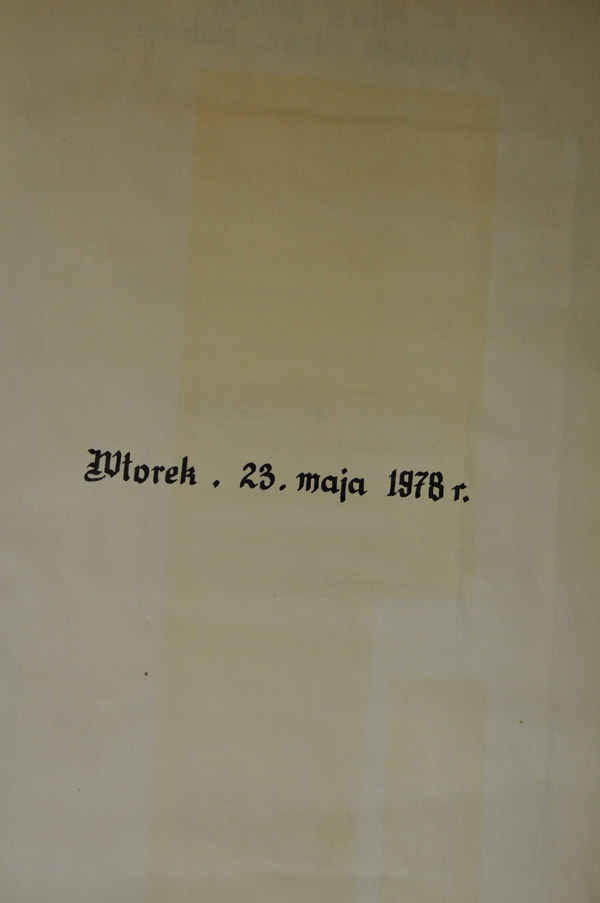 Wtorek . 23. maja 1978 r.